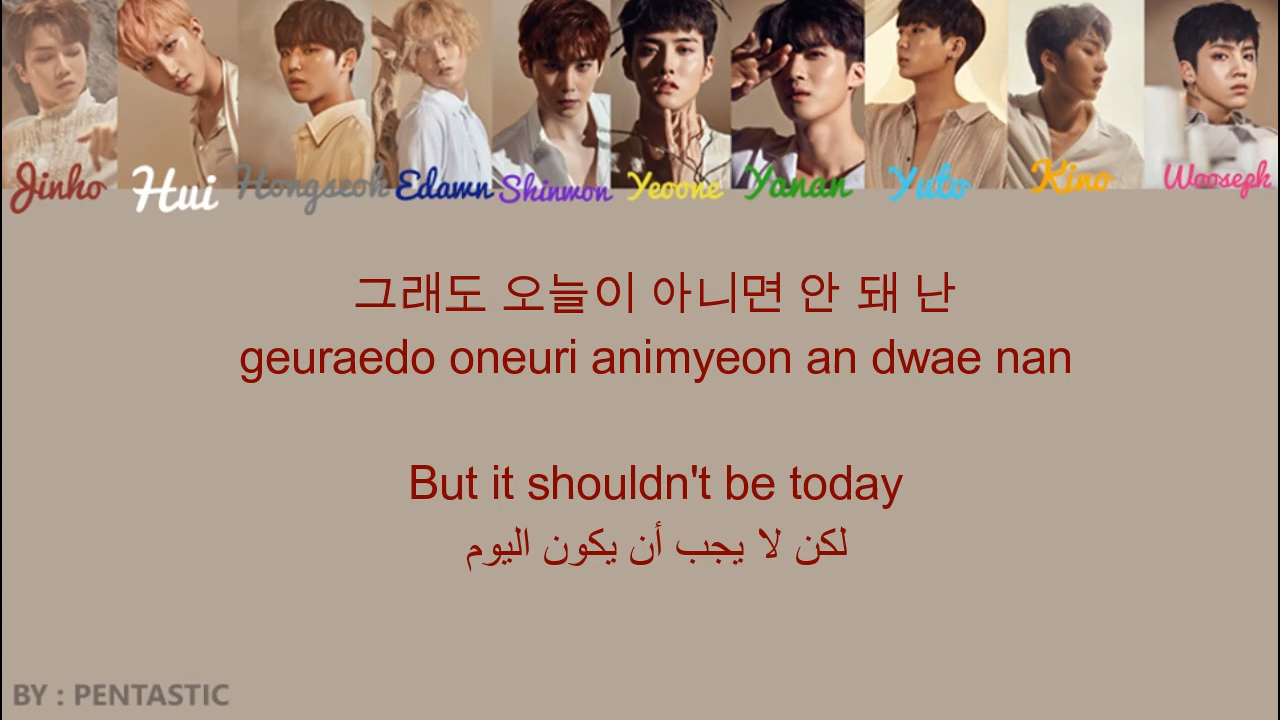 Jinho Hui Hongseok Edawn Shinwon Yeoone Yanan Yuto Kino Wooseok
그래도 오늘이 아니면 안 돼 난
geuraedo oneuri animyeon an dwae nan
But it shouldn't be today
لكن لا يجب أن يكون اليوم
BY : PENTASTIC